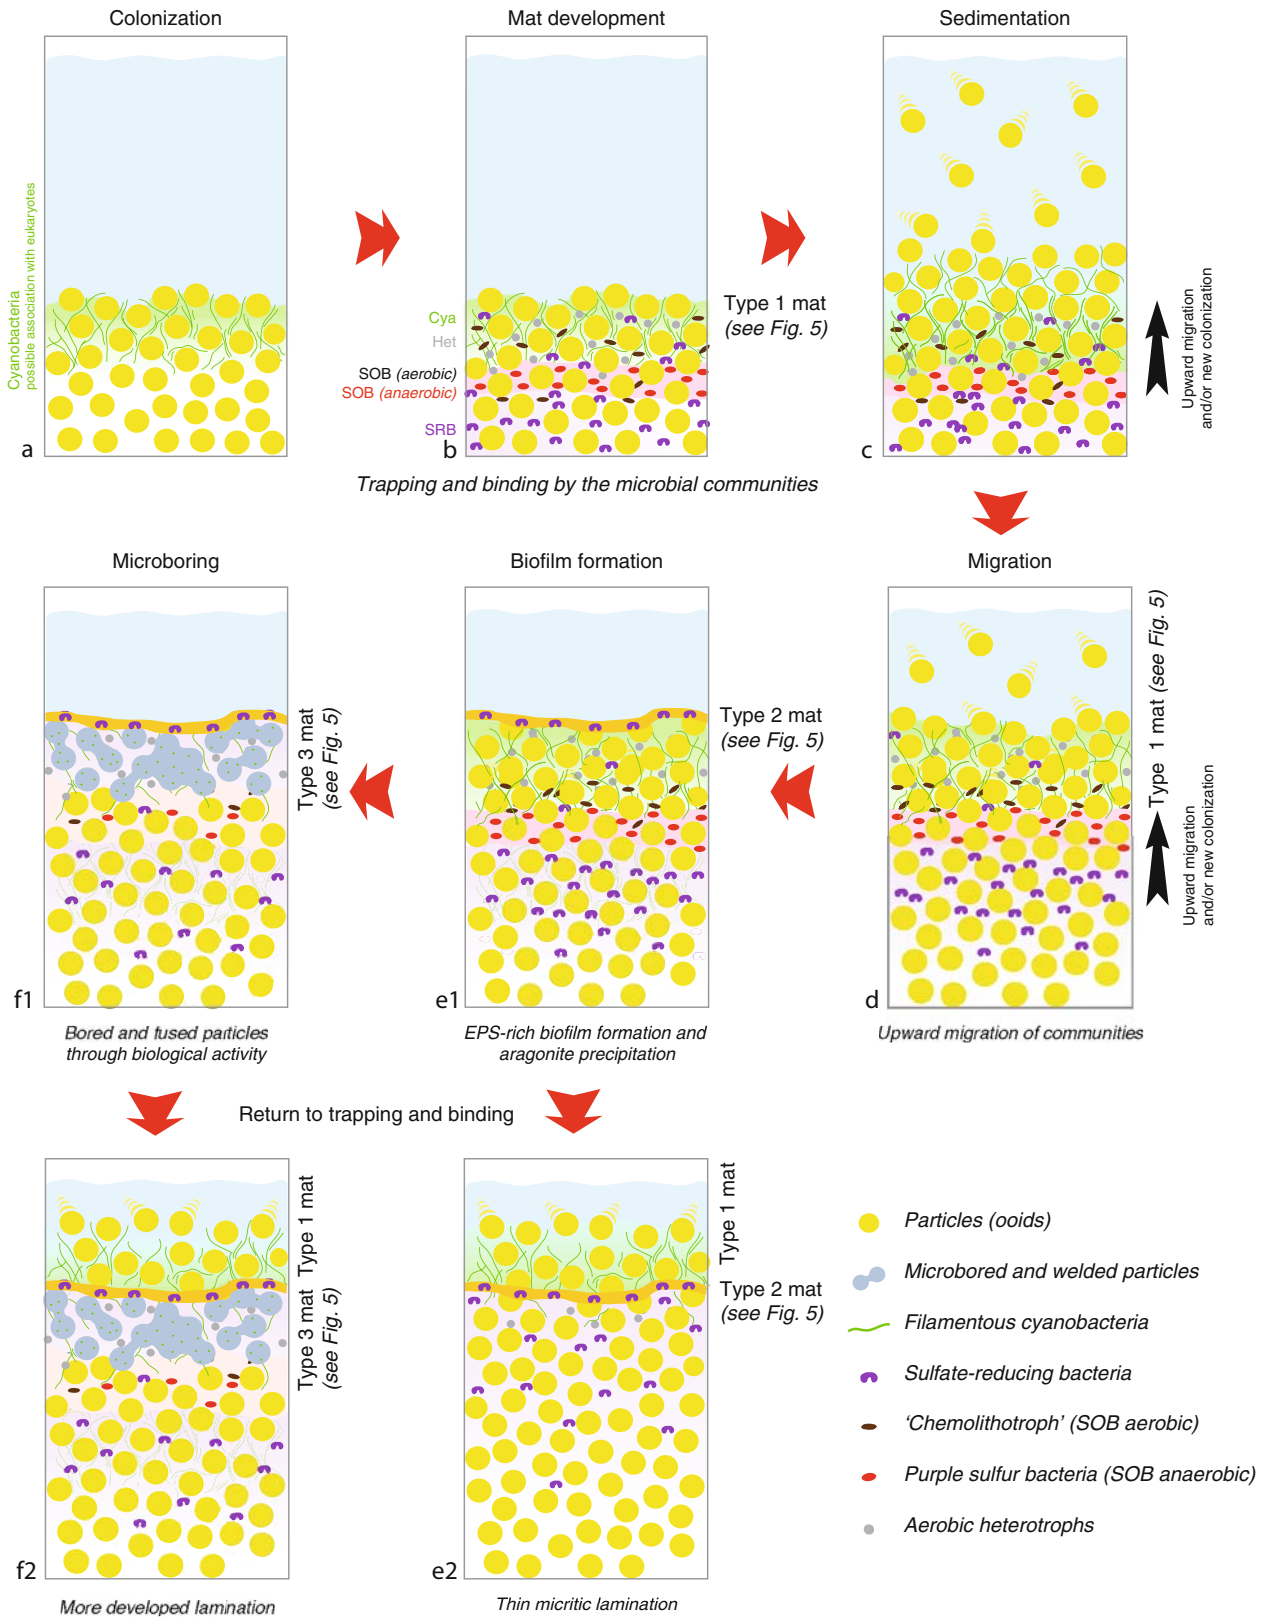 Colonization
Mat development
Sedimentation
Cyanobacteria
possible association with eukaryotes
Cya
Het
SOB (aerobic)
SOB (anaerobic)
SRB
Type 1 mat
(see Fig. 5)
Upward migration
and/or new colonization
a
b
c
Trapping and binding by the microbial communities
Microboring
Biofilm formation
Migration
Type 3 mat
(see Fig. 5)
Type 2 mat
(see Fig. 5)
Type 1 mat (see Fig. 5)
Upward migration
and/or new colonization
f1
e1
d
Bored and fused particles
through biological activity
EPS-rich biofilm formation and
aragonite precipitation
Upward migration of communities
Return to trapping and binding
Type 1 mat
Type 3 mat
(see Fig. 5)
Type 1 mat
Type 2 mat
(see Fig. 5)
f2
e2
More developed lamination
Thin micritic lamination
Particles (ooids)
Microbored and welded particles
Filamentous cyanobacteria
Sulfate-reducing bacteria
‘Chemolithotroph’ (SOB aerobic)
Purple sulfur bacteria (SOB anaerobic)
Aerobic heterotrophs